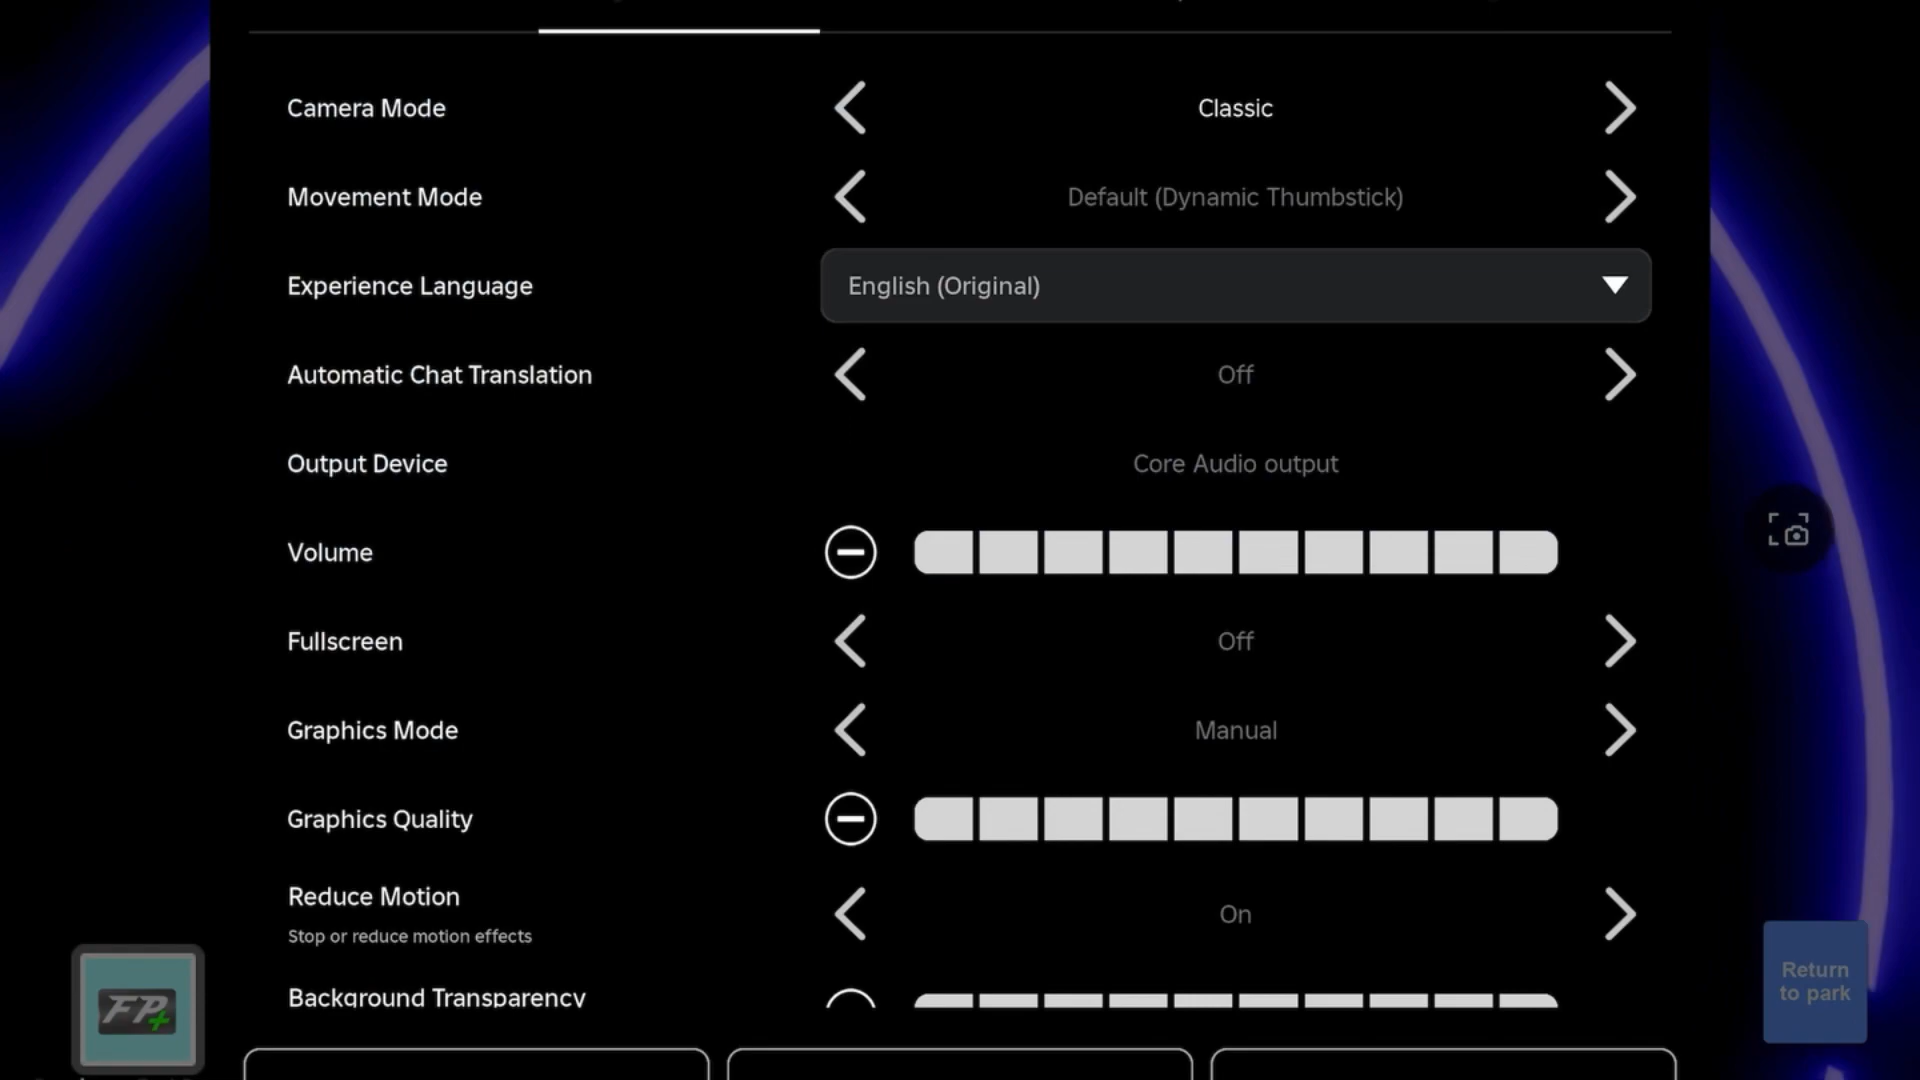 Camera Mode
Classic
Movement Mode
Default (Dynamic Thumbstick)
Experience Language
English (Original)
Automatic Chat Translation
Off
Output Device
Core Audio output
Volume
Fullscreen
Off
Graphics Mode
Manual
Graphics Quality
Reduce Motion
Stop or reduce motion effects
On
Background Transparency
FP+
Return
to park